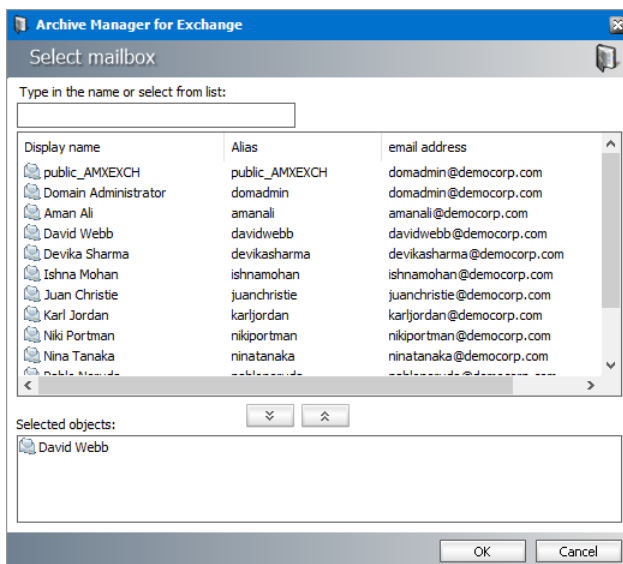 Archive Manager for Exchange
Select mailbox
Type in the name or select from list:
Display name Alias email address
public_AMXEXCH public_AMXEXCH domadmin@democorp.com
Domain Administrator domadmin domadmin@democorp.com
Aman Ali amanali amanali@democorp.com
David Webb davidwebb davidwebb@democorp.com
Devika Sharma devikasharma devikasharma@democorp.com
Ishna Mohan ishnamohan ishnamohan@democorp.com
Juan Christie juanchristie juanchristie@democorp.com
Karl Jordan karljordan karljordan@democorp.com
Niki Portman nikiportman nikiportman@democorp.com
Nina Tanaka ninatanaka ninatanaka@democorp.com
Selected objects:
David Webb
OK Cancel